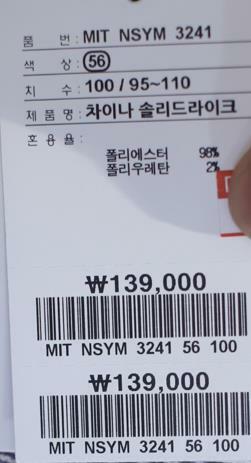 품 번 : MIT NSYM 3241
색 상 : 56
치 수 : 100 / 95~110
제 품 명 : 차이나 솔리드라이크
혼 용 율 :
폴리에스터 98%
폴리우레탄 2%
₩139,000
MIT NSYM 3241 56 100
₩139,000
MIT NSYM 3241 56 100